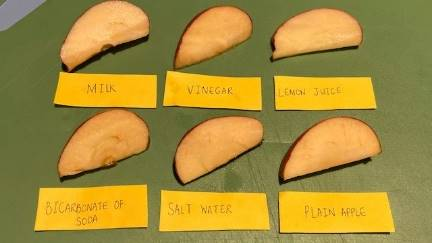 MILK
VINEGAR
LEMON JUICE
BICARBONATE OF
SODA
SALT WATER
PLAIN APPLE